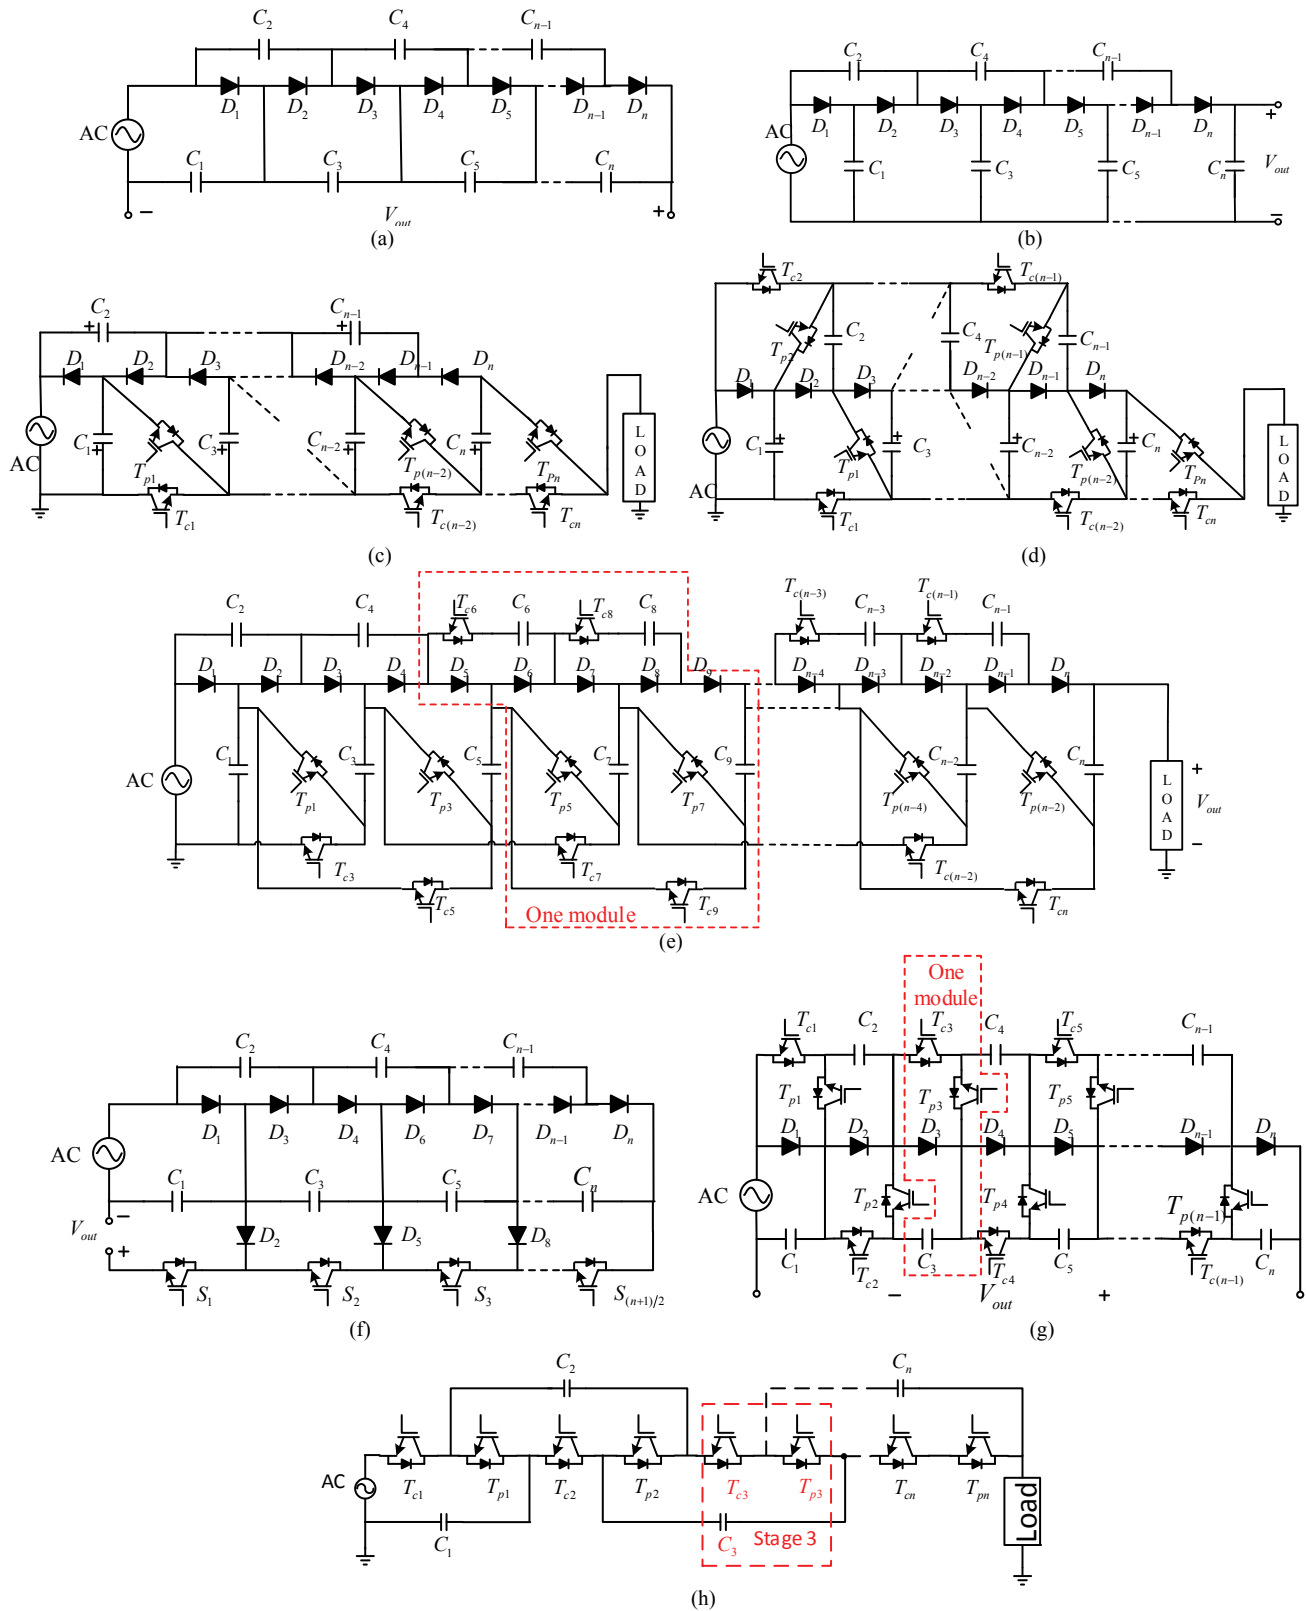 C2 C4 Cn−1
D1 D2 D3 D4 D5 Dn−1 Dn
AC
C1 C3 C5 Cn
− Vout +
(a)
C2 C4 Cn−1
AC D1 D2 D3 D4 D5 Dn−1 Dn +
C1 C3 C5 Cn Vout
−
(b)
C2 Cn−1
+ +
D1 D2 D3 Dn−2 Dn−1 Dn
AC C1 + Tp1 C3 + Cn−2 + Tp(n−2) Cn + TPn LOAD
Tc1 Tc(n−2) Tcn
(c)
Tc2 Tc(n−1)
Tp2 C2 C4 Tp(n−1) Cn−1
D1 D2 D3 Dn−2 Dn−1 Dn
C1 + Tp1 + C3 Cn−2 + Tp(n−2) + Cn TPn LOAD
AC
Tc1 Tc(n−2) Tcn
(d)
C2 C4 Tc6 C6 Tc8 C8 Tc(n−3) Cn−3 Tc(n−1) Cn−1
D1 D2 D3 D4 D5 D6 D7 D8 D9 Dn−4 Dn−3 Dn−2 Dn−1 Dn
AC C1 Tp1 C3 Tp3 C5 Tp5 C7 Tp7 C9 Tp(n−4) Cn−2 Tp(n−2) Cn LOAD + Vout −
Tc3 Tc7 Tc(n−2)
Tc5 Tc9 Tcn
One module
(e)
C2 C4 Cn−1
D1 D3 D4 D6 D7 Dn−1 Dn
AC
C1 C3 C5 Cn
− Vout +
D2 D5 D8
S1 S2 S3 S(n+1)/2
(f)
One
module
Tc1 C2 Tc3 C4 Tc5 Cn−1
Tp1 Tp3 Tp5
D1 D2 D3 D4 D5 Dn−1 Dn
AC
Tp2 Tp4 Tp(n−1)
C1 Tc2 C3 Tc4 C5 Tc(n−1) Cn
− Vout +
(g)
C2 Cn
AC
Tc1 Tp1 Tc2 Tp2 Tc3 Tp3 Tcn Tpn
C1 C3 Stage 3
Load
(h)